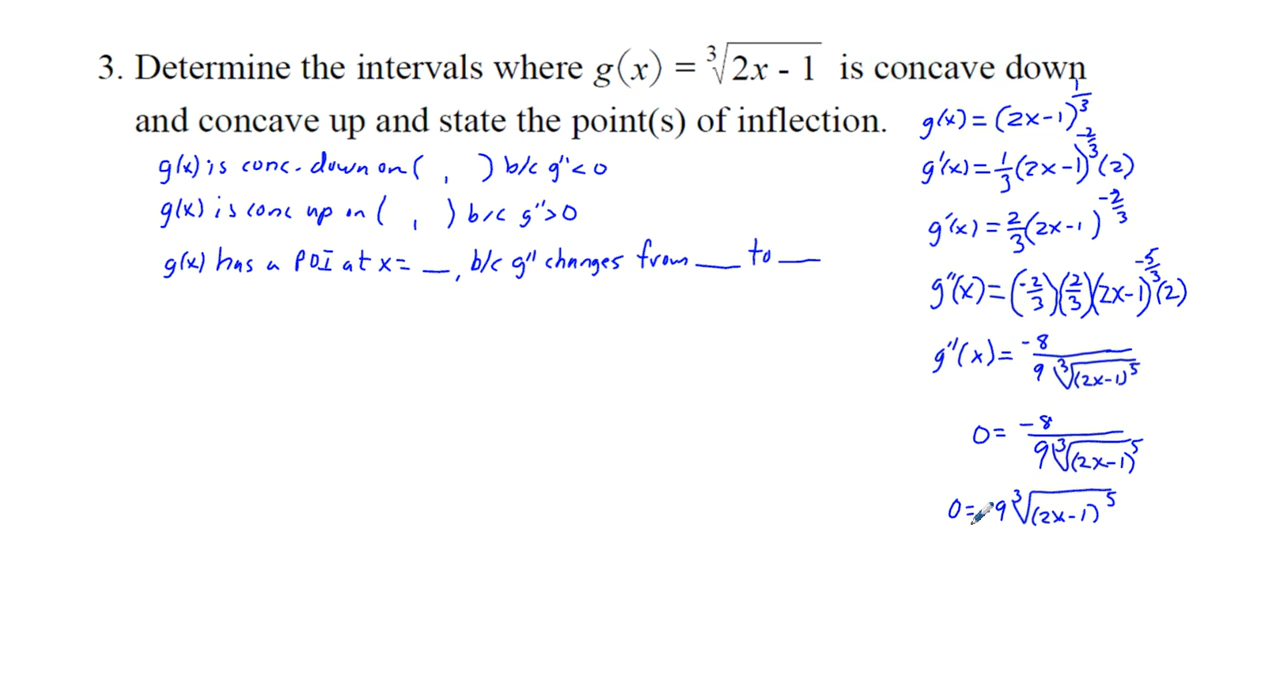 3. Determine the intervals where g(x) = ∛(2x - 1) is concave down
and concave up and state the point(s) of inflection.
g(x) is conc. down on ( , ) b/c g''<0
g(x) is conc up on ( , ) b/c g''>0
g(x) has a POI at x= __, b/c g'' changes from __ to __
g(x) = (2x-1)^(1/3)
g'(x) = 1/3 (2x-1)^(-2/3) (2)
g'(x) = 2/3 (2x-1)^(-2/3)
g''(x) = (-2/3)(2/3)(2x-1)^(-5/3) (2)
g''(x) = -8 / (9 ∛((2x-1)^5))
0 = -8 / (9 ∛((2x-1)^5))
0 = 9 ∛((2x-1)^5)